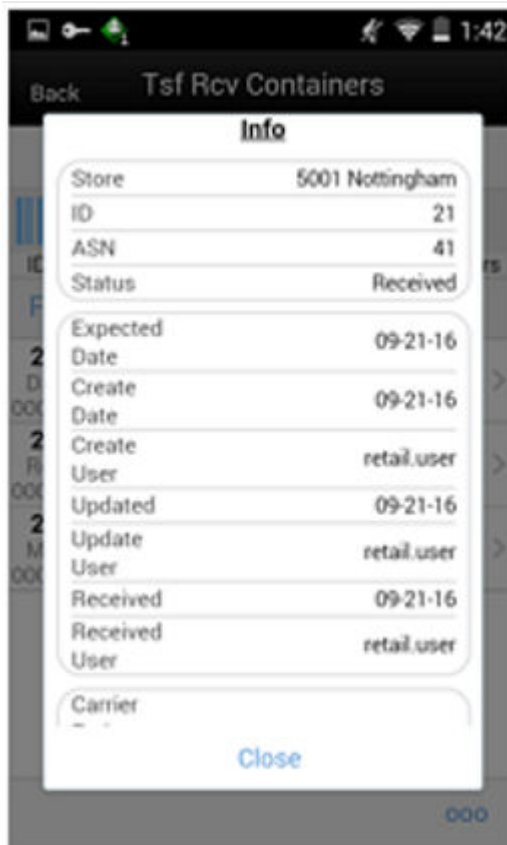 1:42
Back Tsf Rcv Containers
Info
Store 5001 Nottingham
ID 21
ASN 41
Status Received
Expected
Date 09-21-16
Create
Date 09-21-16
Create
User retail.user
Updated 09-21-16
Update
User retail.user
Received 09-21-16
Received
User retail.user
Carrier
Close